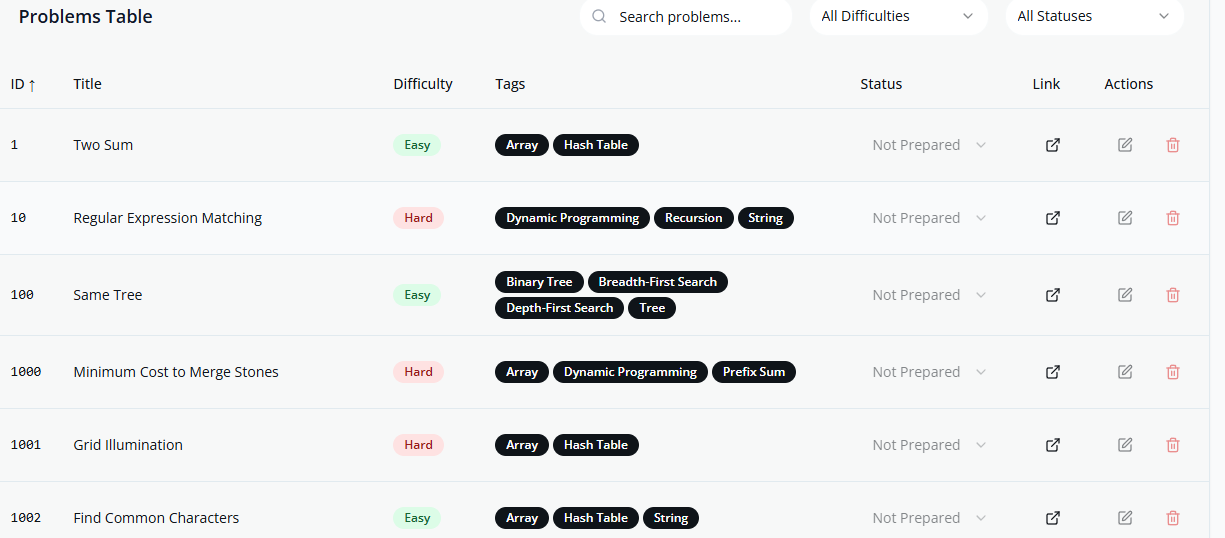 Problems Table Search problems... All Difficulties All Statuses
ID ↑ Title Difficulty Tags Status Link Actions
1 Two Sum Easy Array Hash Table Not Prepared
10 Regular Expression Matching Hard Dynamic Programming Recursion String Not Prepared
100 Same Tree Easy Binary Tree Breadth-First Search Not Prepared
Depth-First Search Tree
1000 Minimum Cost to Merge Stones Hard Array Dynamic Programming Prefix Sum Not Prepared
1001 Grid Illumination Hard Array Hash Table Not Prepared
1002 Find Common Characters Easy Array Hash Table String Not Prepared